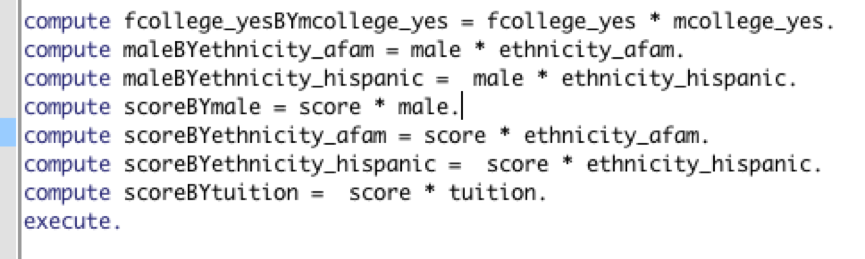 compute fcollege_yesBYmcollege_yes = fcollege_yes * mcollege_yes.
compute maleBYethnicity_afam = male * ethnicity_afam.
compute maleBYethnicity_hispanic =  male * ethnicity_hispanic.
compute scoreBYmale = score * male.
compute scoreBYethnicity_afam = score * ethnicity_afam.
compute scoreBYethnicity_hispanic =  score * ethnicity_hispanic.
compute scoreBYtuition =  score * tuition.
execute.